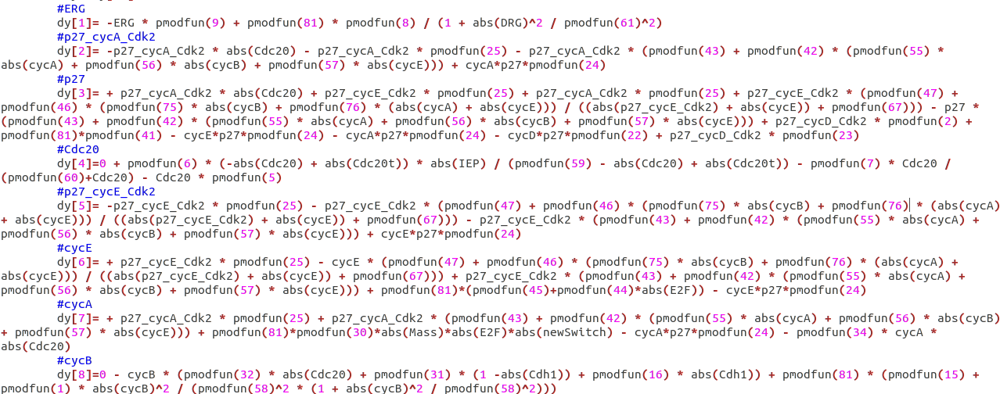 #ERG
dy[1]= -ERG * pmodfun(9) + pmodfun(81) * pmodfun(8) / (1 + abs(DRG)^2 / pmodfun(61)^2)
#p27_cycA_Cdk2
dy[2]= -p27_cycA_Cdk2 * abs(Cdc20) - p27_cycA_Cdk2 * pmodfun(25) - p27_cycA_Cdk2 * (pmodfun(43) + pmodfun(42) * (pmodfun(55) *
abs(cycA) + pmodfun(56) * abs(cycB) + pmodfun(57) * abs(cycE))) + cycA*p27*pmodfun(24)
#p27
dy[3]= + p27_cycA_Cdk2 * abs(Cdc20) + p27_cycE_Cdk2 * pmodfun(25) + p27_cycA_Cdk2 * pmodfun(25) + p27_cycE_Cdk2 * (pmodfun(47) +
pmodfun(46) * (pmodfun(75) * abs(cycB) + pmodfun(76) * (abs(cycA) + abs(cycE))) / ((abs(p27_cycE_Cdk2) + abs(cycE)) + pmodfun(67))) - p27 *
(pmodfun(43) + pmodfun(42) * (pmodfun(55) * abs(cycA) + pmodfun(56) * abs(cycB) + pmodfun(57) * abs(cycE))) + p27_cycD_Cdk2 * pmodfun(2) +
pmodfun(81)*pmodfun(41) - cycE*p27*pmodfun(24) - cycA*p27*pmodfun(24) - cycD*p27*pmodfun(22) + p27_cycD_Cdk2 * pmodfun(23)
#Cdc20
dy[4]=0 + pmodfun(6) * (-abs(Cdc20) + abs(Cdc20t)) * abs(IEP) / (pmodfun(59) - abs(Cdc20) + abs(Cdc20t)) - pmodfun(7) * Cdc20 /
(pmodfun(60)+Cdc20) - Cdc20 * pmodfun(5)
#p27_cycE_Cdk2
dy[5]= -p27_cycE_Cdk2 * pmodfun(25) - p27_cycE_Cdk2 * (pmodfun(47) + pmodfun(46) * (pmodfun(75) * abs(cycB) + pmodfun(76) * (abs(cycA)
+ abs(cycE))) / ((abs(p27_cycE_Cdk2) + abs(cycE)) + pmodfun(67))) - p27_cycE_Cdk2 * (pmodfun(43) + pmodfun(42) * (pmodfun(55) * abs(cycA) +
pmodfun(56) * abs(cycB) + pmodfun(57) * abs(cycE))) + cycE*p27*pmodfun(24)
#cycE
dy[6]= + p27_cycE_Cdk2 * pmodfun(25) - cycE * (pmodfun(47) + pmodfun(46) * (pmodfun(75) * abs(cycB) + pmodfun(76) * (abs(cycA) +
abs(cycE))) / ((abs(p27_cycE_Cdk2) + abs(cycE)) + pmodfun(67))) + p27_cycE_Cdk2 * (pmodfun(43) + pmodfun(42) * (pmodfun(55) * abs(cycA) +
pmodfun(56) * abs(cycB) + pmodfun(57) * abs(cycE))) + pmodfun(81)*(pmodfun(45)+pmodfun(44)*abs(E2F)) - cycE*p27*pmodfun(24)
#cycA
dy[7]= + p27_cycA_Cdk2 * pmodfun(25) + p27_cycA_Cdk2 * (pmodfun(43) + pmodfun(42) * (pmodfun(55) * abs(cycA) + pmodfun(56) * abs(cycB)
+ pmodfun(57) * abs(cycE))) + pmodfun(81)*pmodfun(30)*abs(Mass)*abs(E2F)*abs(newSwitch) - cycA*p27*pmodfun(24) - pmodfun(34) * cycA *
abs(Cdc20)
#cycB
dy[8]=0 - cycB * (pmodfun(32) * abs(Cdc20) + pmodfun(31) * (1 -abs(Cdh1)) + pmodfun(16) * abs(Cdh1)) + pmodfun(81) * (pmodfun(15) +
pmodfun(1) * abs(cycB)^2 / (pmodfun(58)^2 * (1 + abs(cycB)^2 / pmodfun(58)^2)))